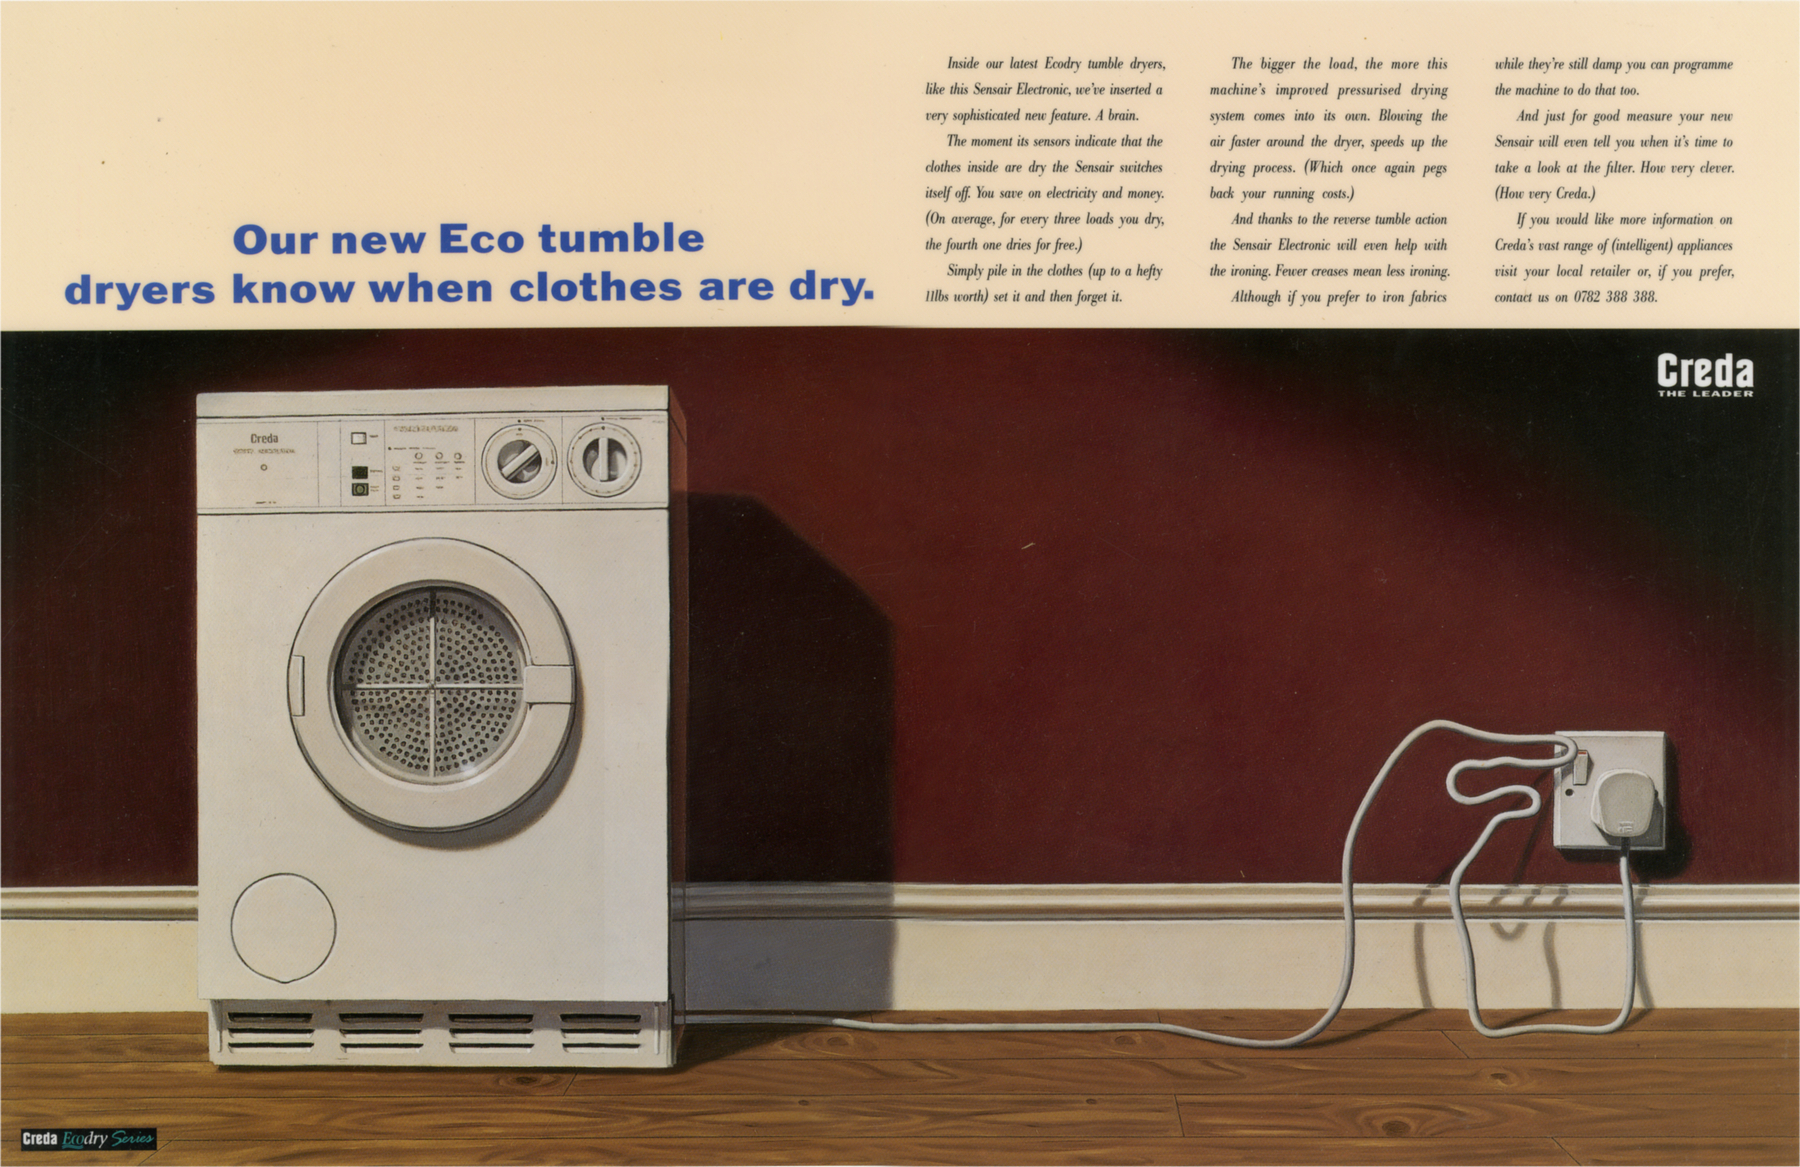 Our new Eco tumble
dryers know when clothes are dry.
Inside our latest Ecodry tumble dryers,
like this Sensair Electronic, we've inserted a
very sophisticated new feature. A brain.
The moment its sensors indicate that the
clothes inside are dry the Sensair switches
itself off. You save on electricity and money.
(On average, for every three loads you dry,
the fourth one dries for free.)
Simply pile in the clothes (up to a hefty
11lbs worth) set it and then forget it.
The bigger the load, the more this
machine's improved pressurised drying
system comes into its own. Blowing the
air faster around the dryer, speeds up the
drying process. (Which once again pegs
back your running costs.)
And thanks to the reverse tumble action
the Sensair Electronic will even help with
the ironing. Fewer creases mean less ironing.
Although if you prefer to iron fabrics
while they're still damp you can programme
the machine to do that too.
And just for good measure your new
Sensair will even tell you when it's time to
take a look at the filter. How very clever.
(How very Creda.)
If you would like more information on
Creda's vast range of (intelligent) appliances
visit your local retailer or, if you prefer,
contact us on 0782 388 388.
Creda
THE LEADER
Creda
Creda Ecodry Series